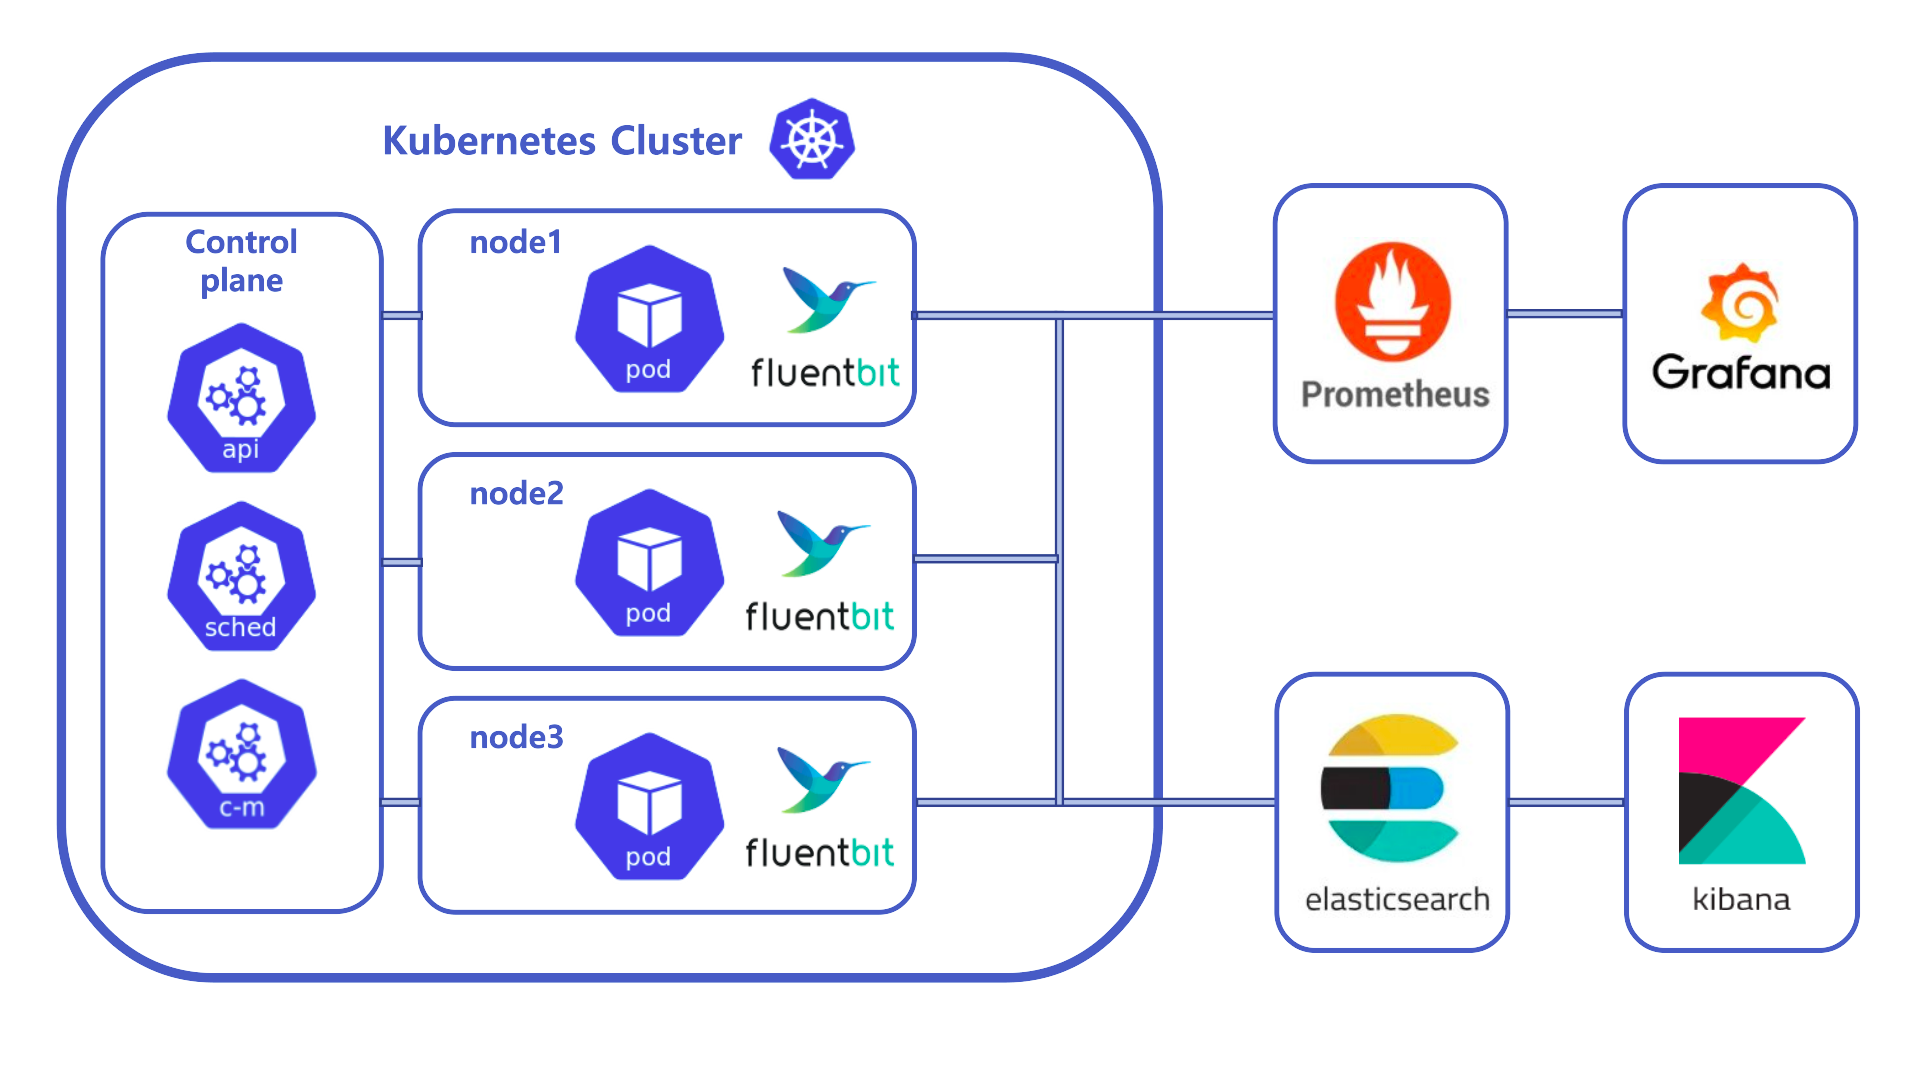 Kubernetes Cluster
Control
plane
api
sched
c-m
node1
pod
fluentbit
node2
pod
fluentbit
node3
pod
fluentbit
Prometheus
Grafana
elasticsearch
kibana